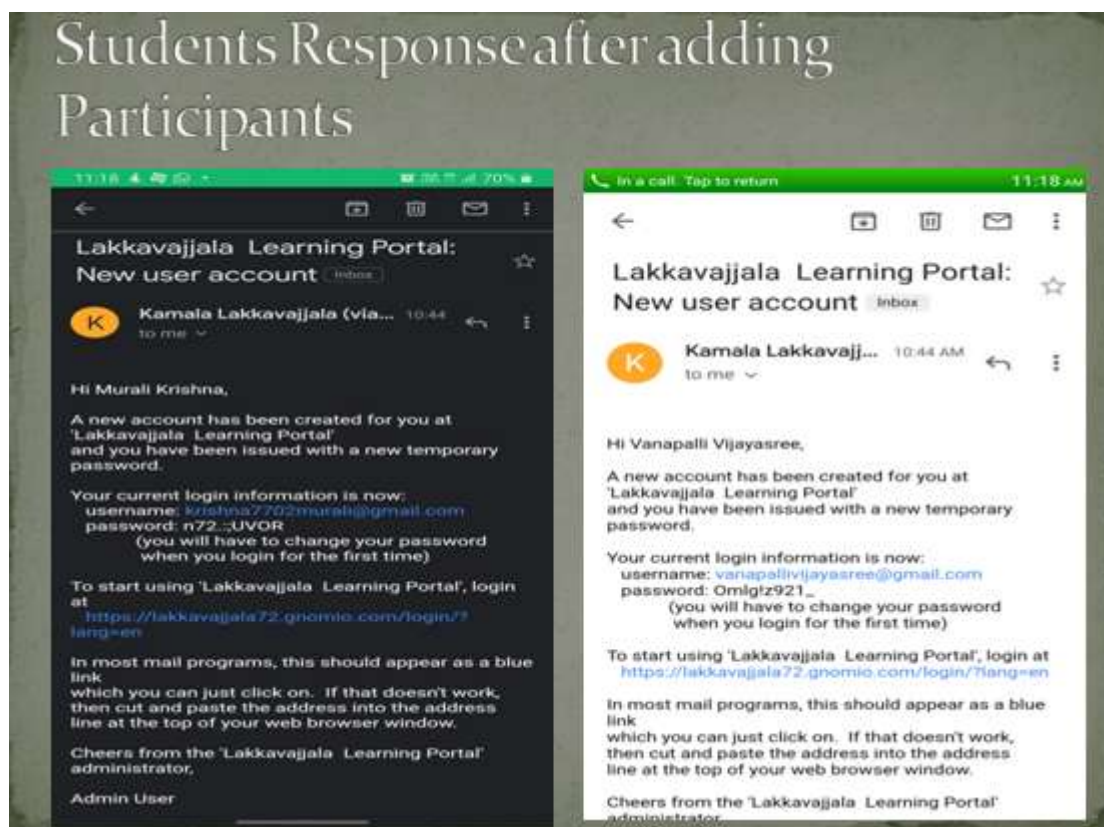 Students Response after adding
Participants
11:18
70%
Lakkavajjala Learning Portal:
New user account Inbox
K
Kamala Lakkavajjala (via... 10:44
to me
Hi Murali Krishna,
A new account has been created for you at
'Lakkavajjala Learning Portal'
and you have been issued with a new temporary
password.
Your current login information is now:
username: krishna7702murali@gmail.com
password: n72..;UVOR
(you will have to change your password
when you login for the first time)
To start using 'Lakkavajjala Learning Portal', login
at
https://lakkavajjala72.gnomio.com/login/?
lang=en
In most mail programs, this should appear as a blue
link
which you can just click on. If that doesn't work,
then cut and paste the address into the address
line at the top of your web browser window.
Cheers from the 'Lakkavajjala Learning Portal'
administrator,
Admin User
In a call. Tap to return 11:18 AM
Lakkavajjala Learning Portal:
New user account Inbox
K
Kamala Lakkavajj... 10:44 AM
to me
Hi Vanapalli Vijayasree,
A new account has been created for you at
'Lakkavajjala Learning Portal'
and you have been issued with a new temporary
password.
Your current login information is now:
username: vanapallivijayasree@gmail.com
password: Omlg!z921_
(you will have to change your password
when you login for the first time)
To start using 'Lakkavajjala Learning Portal', login at
https://lakkavajjala72.gnomio.com/login/?lang=en
In most mail programs, this should appear as a blue
link
which you can just click on. If that doesn't work,
then cut and paste the address into the address
line at the top of your web browser window.
Cheers from the 'Lakkavajjala Learning Portal'
administrator